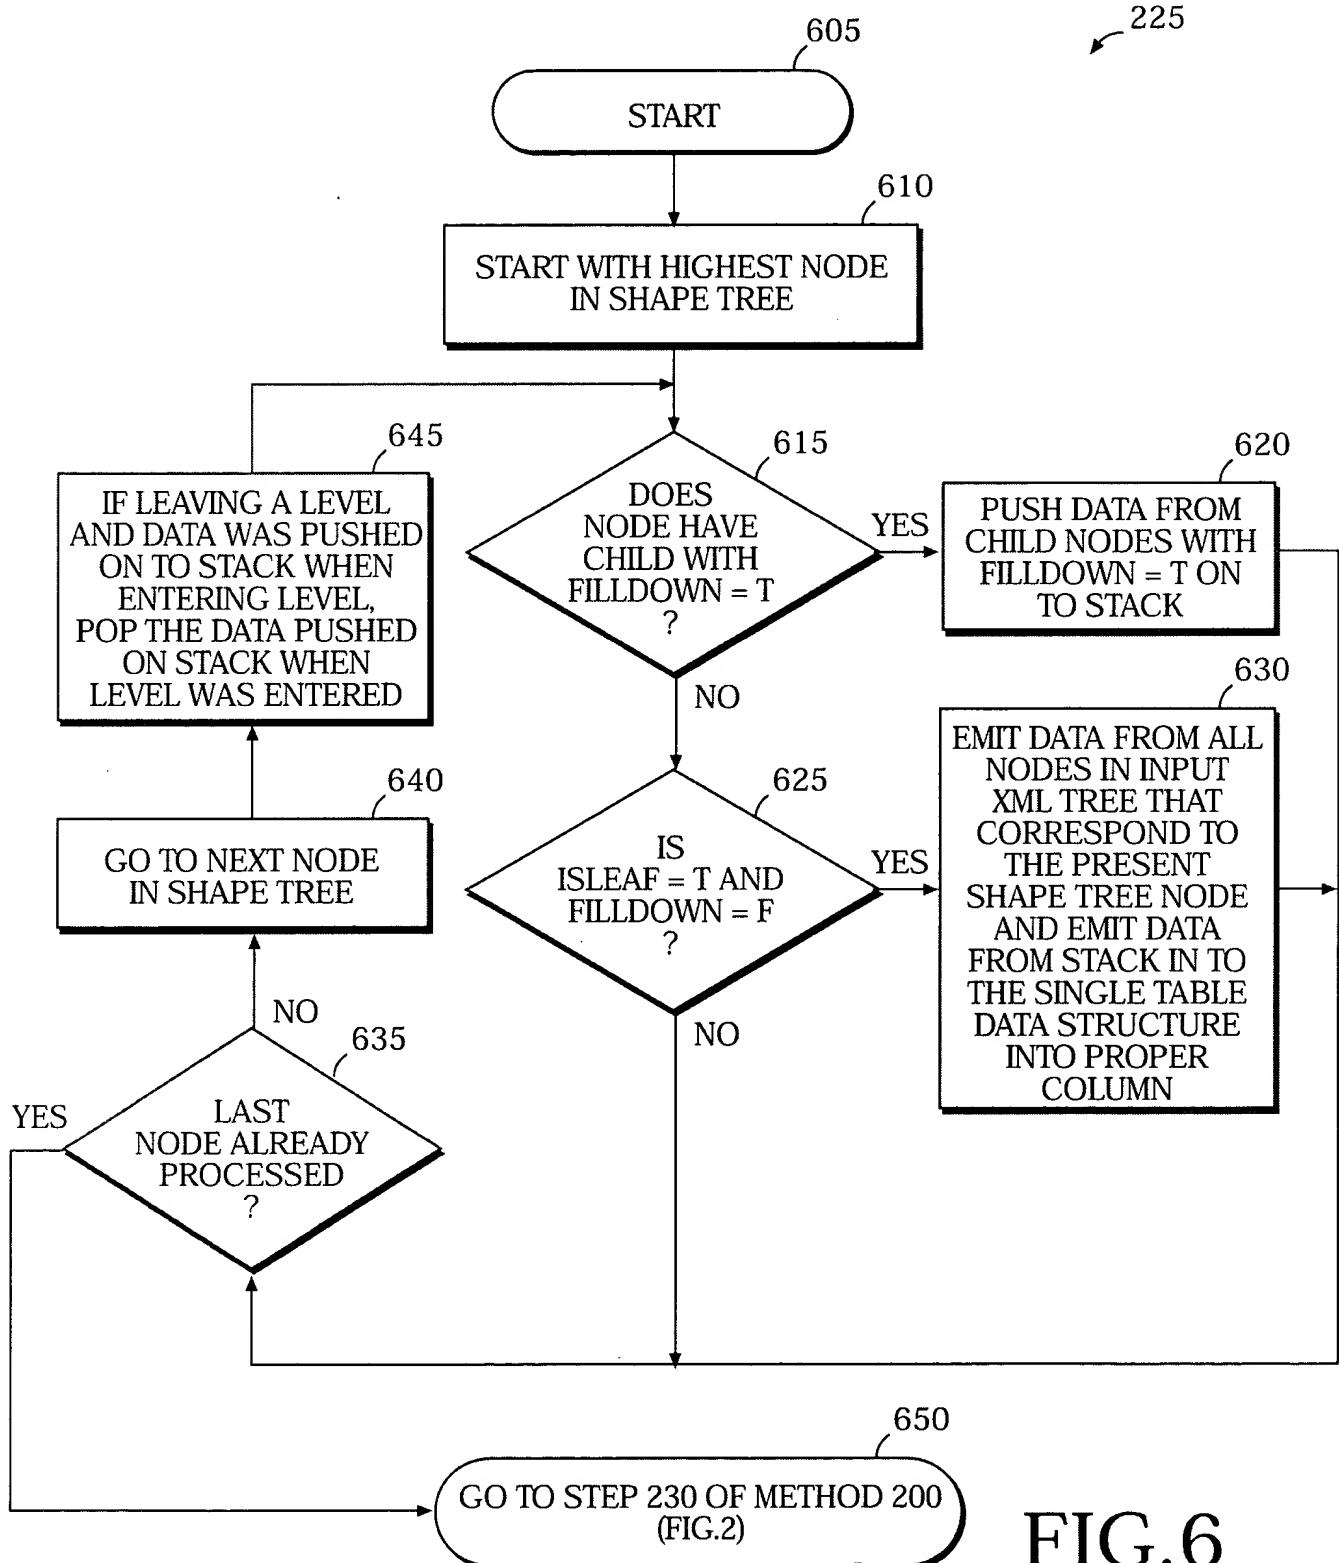 225
605
START
610
START WITH HIGHEST NODE
IN SHAPE TREE
645
IF LEAVING A LEVEL
AND DATA WAS PUSHED
ON TO STACK WHEN
ENTERING LEVEL,
POP THE DATA PUSHED
ON STACK WHEN
LEVEL WAS ENTERED
615
DOES
NODE HAVE
CHILD WITH
FILLDOWN = T
?
YES
NO
620
PUSH DATA FROM
CHILD NODES WITH
FILLDOWN = T ON
TO STACK
640
GO TO NEXT NODE
IN SHAPE TREE
625
IS
ISLEAF = T AND
FILLDOWN = F
?
YES
NO
630
EMIT DATA FROM ALL
NODES IN INPUT
XML TREE THAT
CORRESPOND TO
THE PRESENT
SHAPE TREE NODE
AND EMIT DATA
FROM STACK IN TO
THE SINGLE TABLE
DATA STRUCTURE
INTO PROPER
COLUMN
NO
635
YES
LAST
NODE ALREADY
PROCESSED
?
650
GO TO STEP 230 OF METHOD 200
(FIG.2)
FIG.6